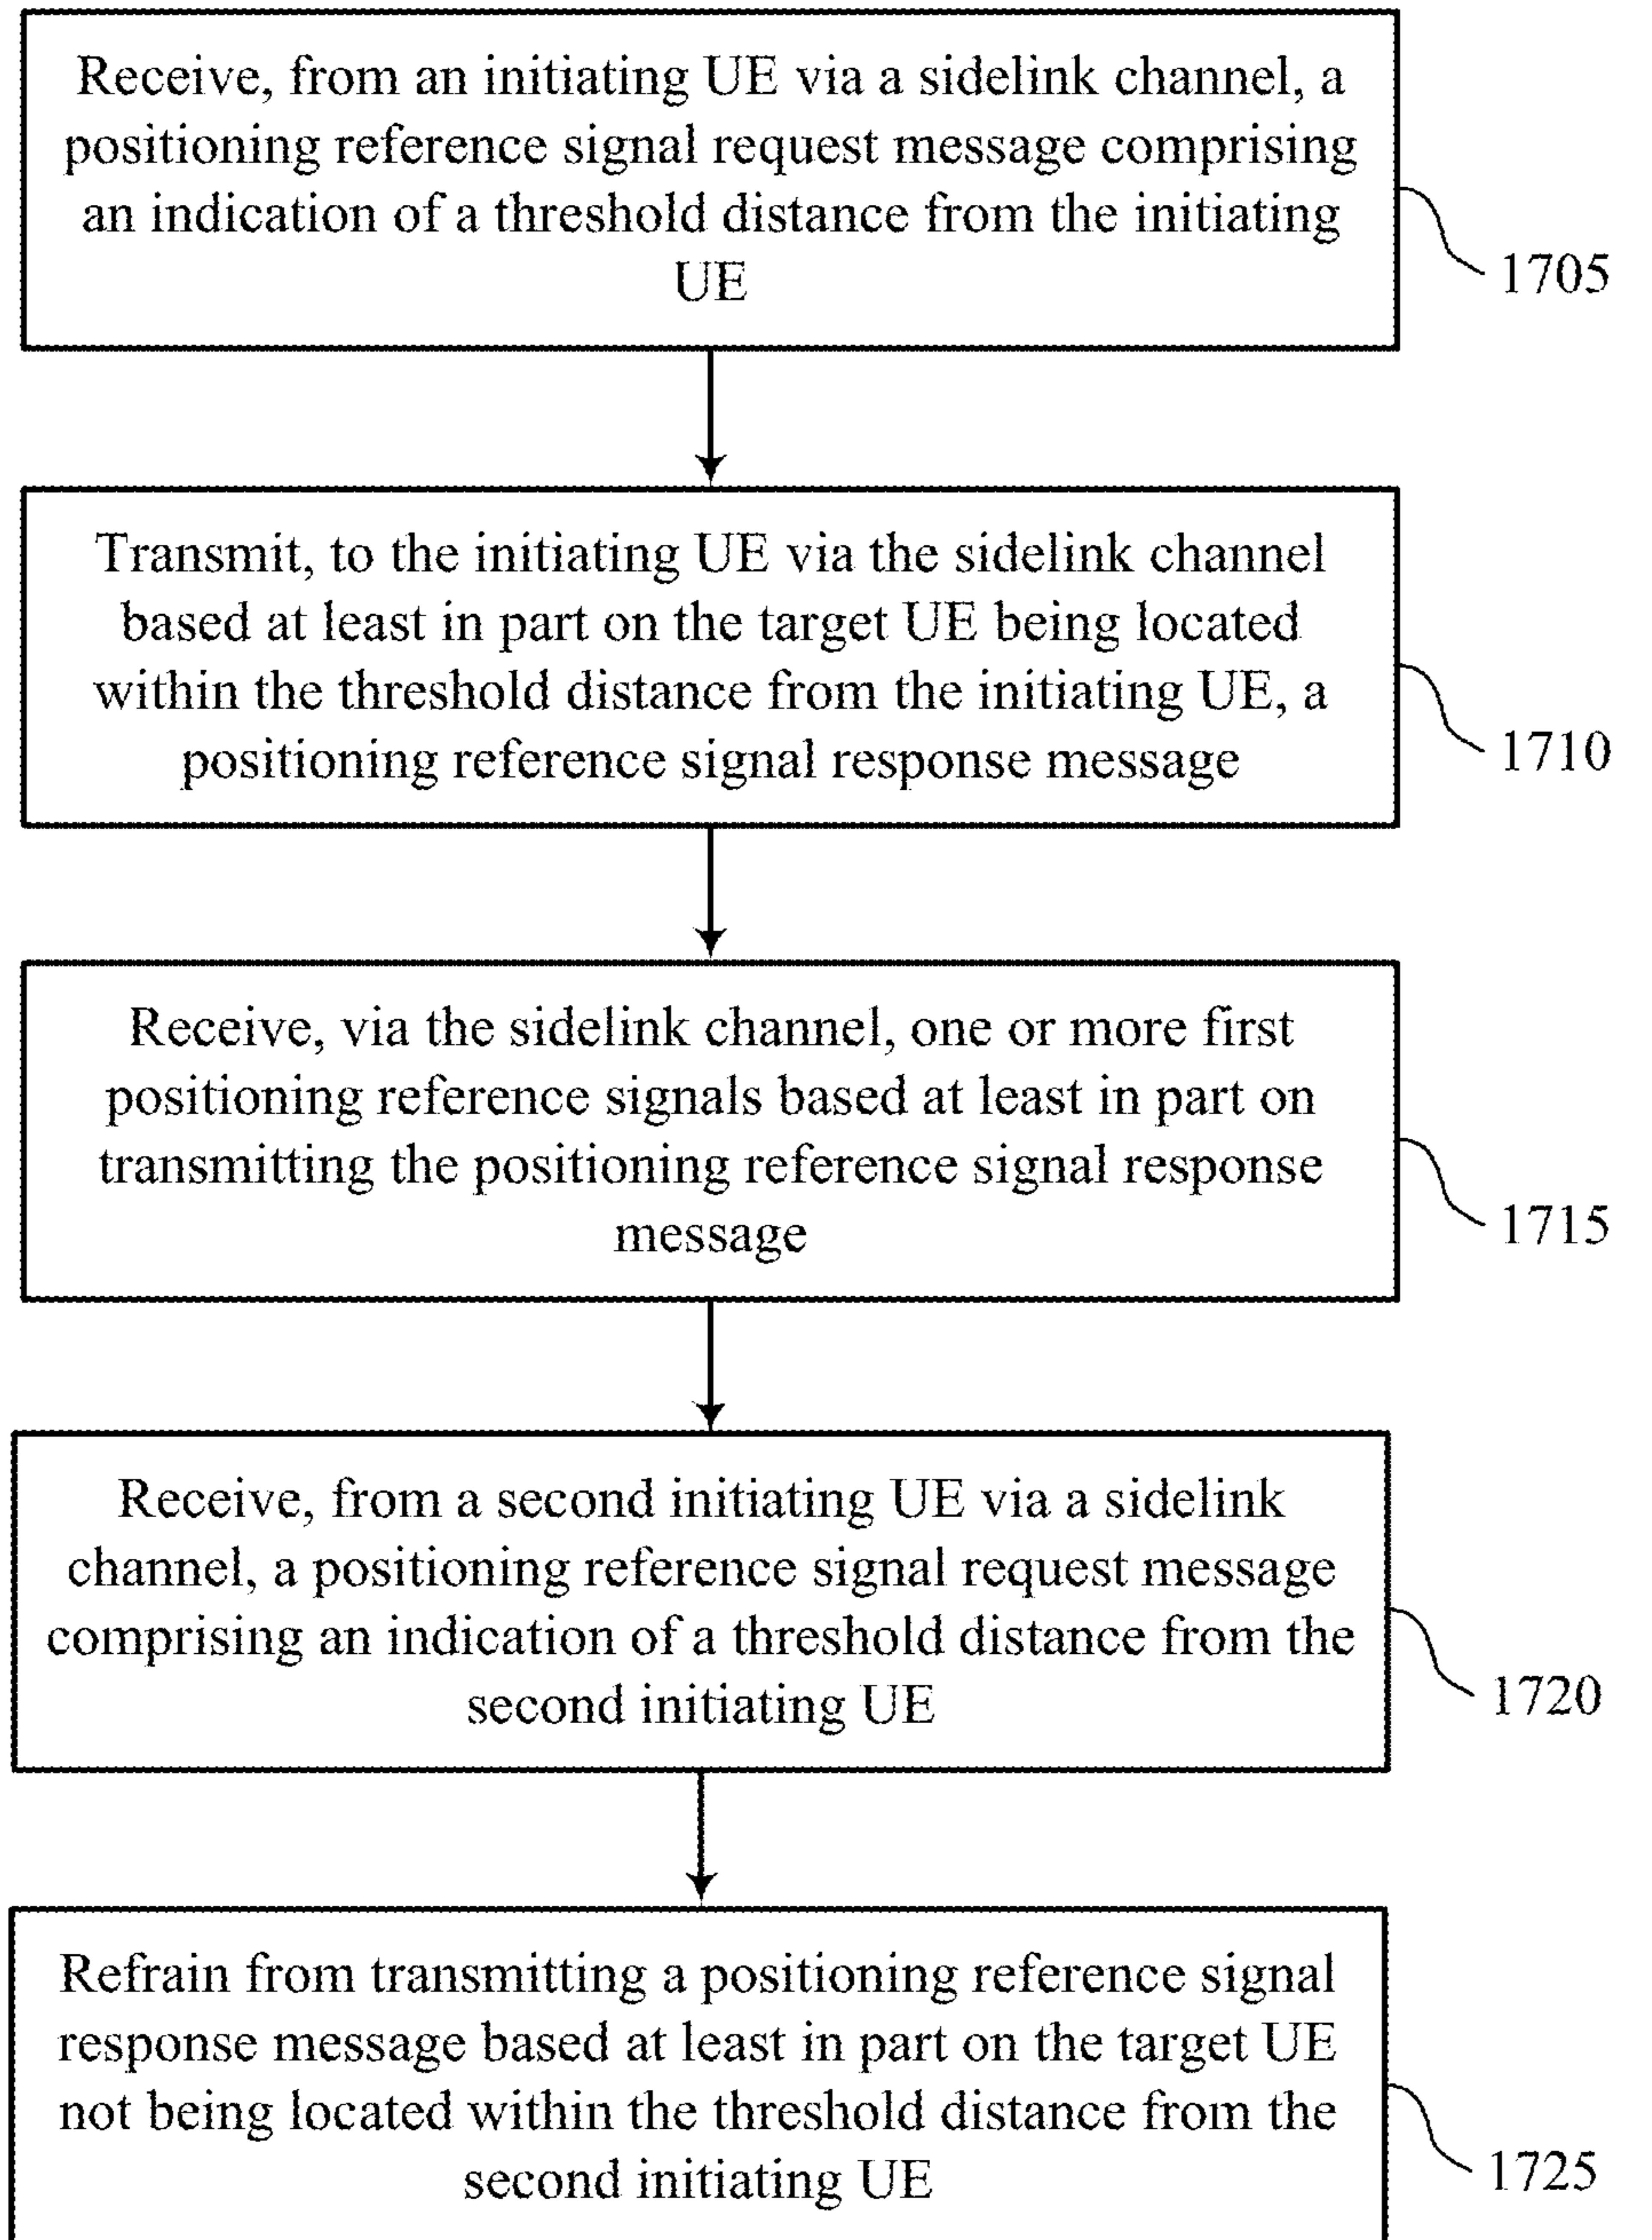 Receive, from an initiating UE via a sidelink channel, a
positioning reference signal request message comprising
an indication of a threshold distance from the initiating
UE
1705
Transmit, to the initiating UE via the sidelink channel
based at least in part on the target UE being located
within the threshold distance from the initiating UE, a
positioning reference signal response message
1710
Receive, via the sidelink channel, one or more first
positioning reference signals based at least in part on
transmitting the positioning reference signal response
message
1715
Receive, from a second initiating UE via a sidelink
channel, a positioning reference signal request message
comprising an indication of a threshold distance from the
second initiating UE
1720
Refrain from transmitting a positioning reference signal
response message based at least in part on the target UE
not being located within the threshold distance from the
second initiating UE
1725